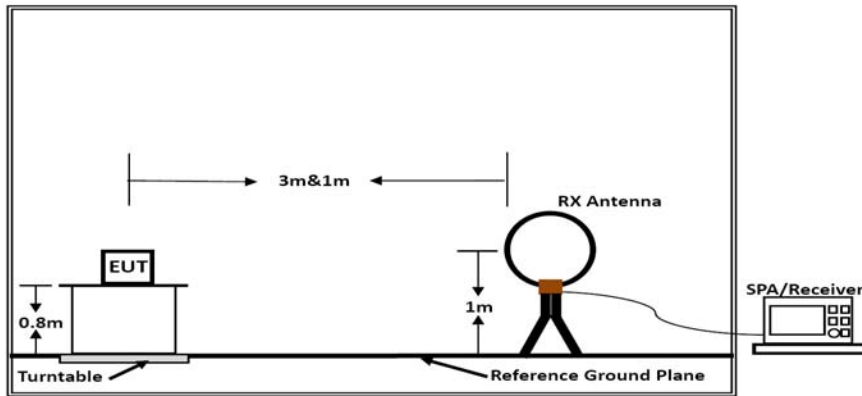 3m&1m
RX Antenna
EUT
SPA/Receiver
0.8m
1m
Turntable
Reference Ground Plane